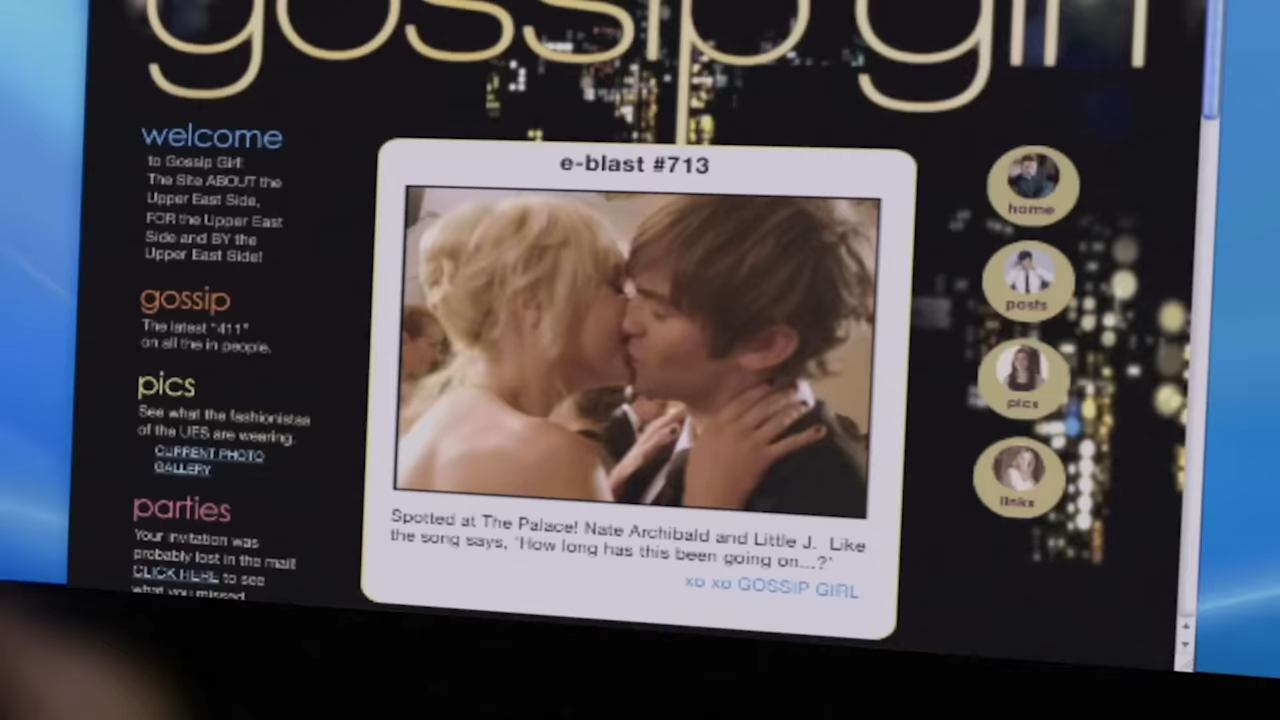 gossip girl
welcome
to Gossip Girl!
The Site ABOUT the
Upper East Side,
FOR the Upper East
Side and BY the
Upper East Side!
gossip
The latest "411"
on all the in people.
pics
See what the fashionistas
of the UES are wearing.
CURRENT PHOTO
GALLERY
parties
Your invitation was
probably lost in the mail!
CLICK HERE to see
what you missed
e-blast #713
Spotted at The Palace! Nate Archibald and Little J. Like
the song says, "How long has this been going on...?"
xo xo GOSSIP GIRL
home
posts
pics
links